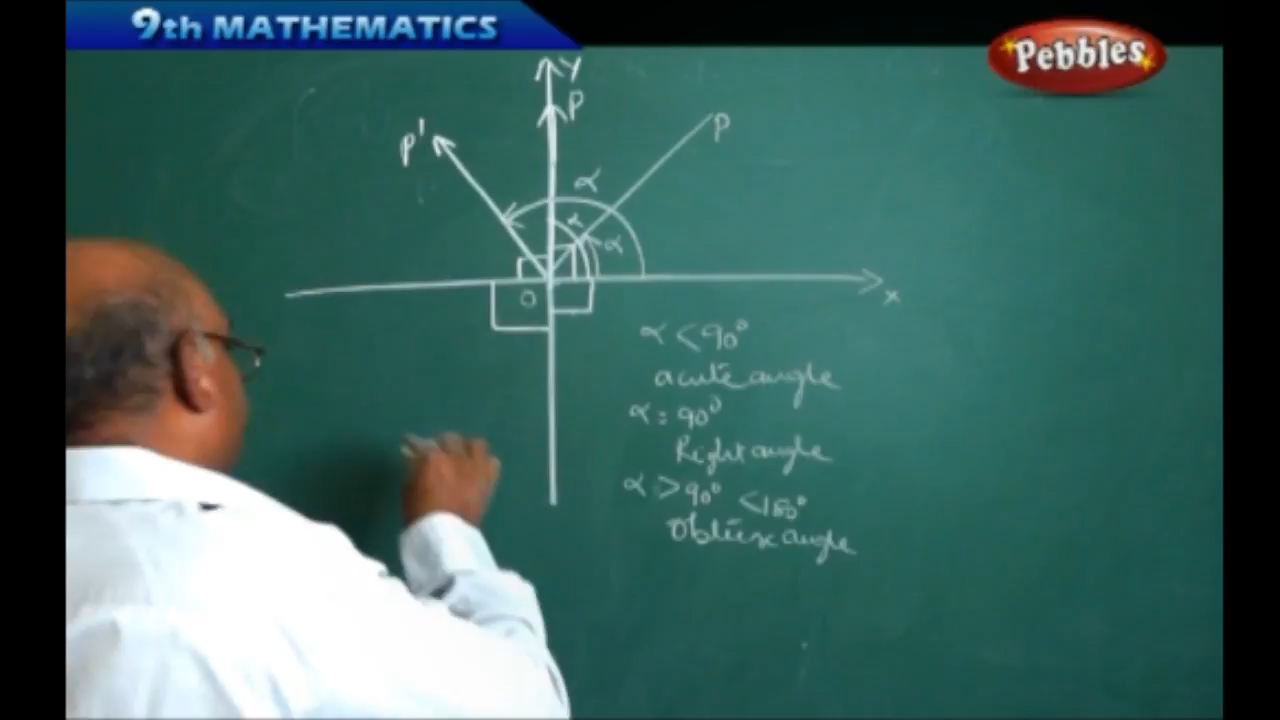 9th MATHEMATICS
Pebbles
Y
P
P
P'
α
α
α
O
x
α < 90°
acute angle
α = 90°
Right angle
α > 90° < 180°
Obtuse angle